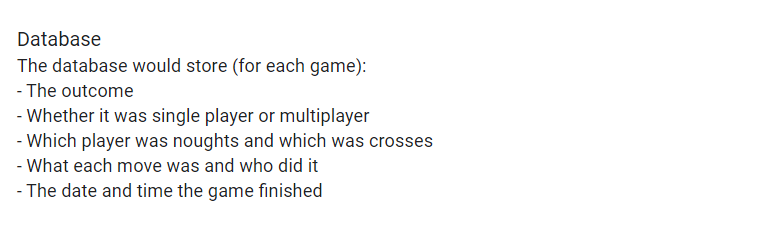 Database
The database would store (for each game):
- The outcome
- Whether it was single player or multiplayer
- Which player was noughts and which was crosses
- What each move was and who did it
- The date and time the game finished